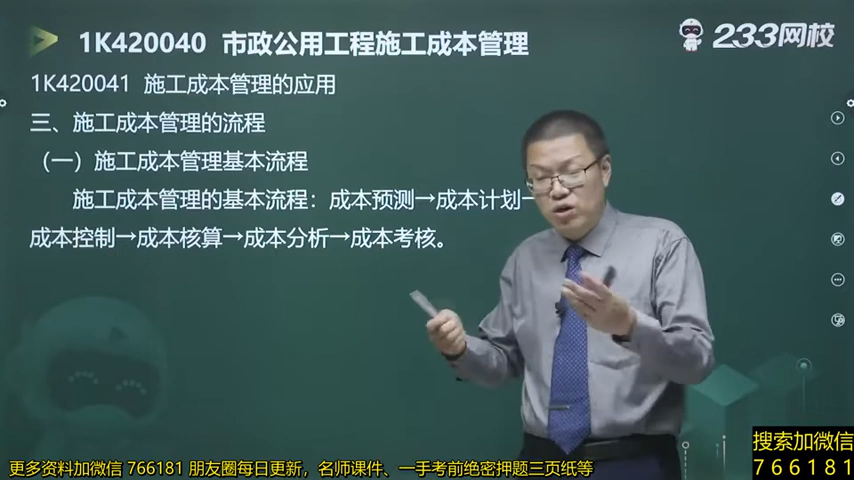 1K420040 市政公用工程施工成本管理
233网校
1K420041 施工成本管理的应用
三、施工成本管理的流程
（一）施工成本管理基本流程
施工成本管理的基本流程：成本预测→成本计划→
成本控制→成本核算→成本分析→成本考核。
搜索加微信
766181
更多资料加微信 766181 朋友圈每日更新，名师课件、一手考前绝密押题三页纸等